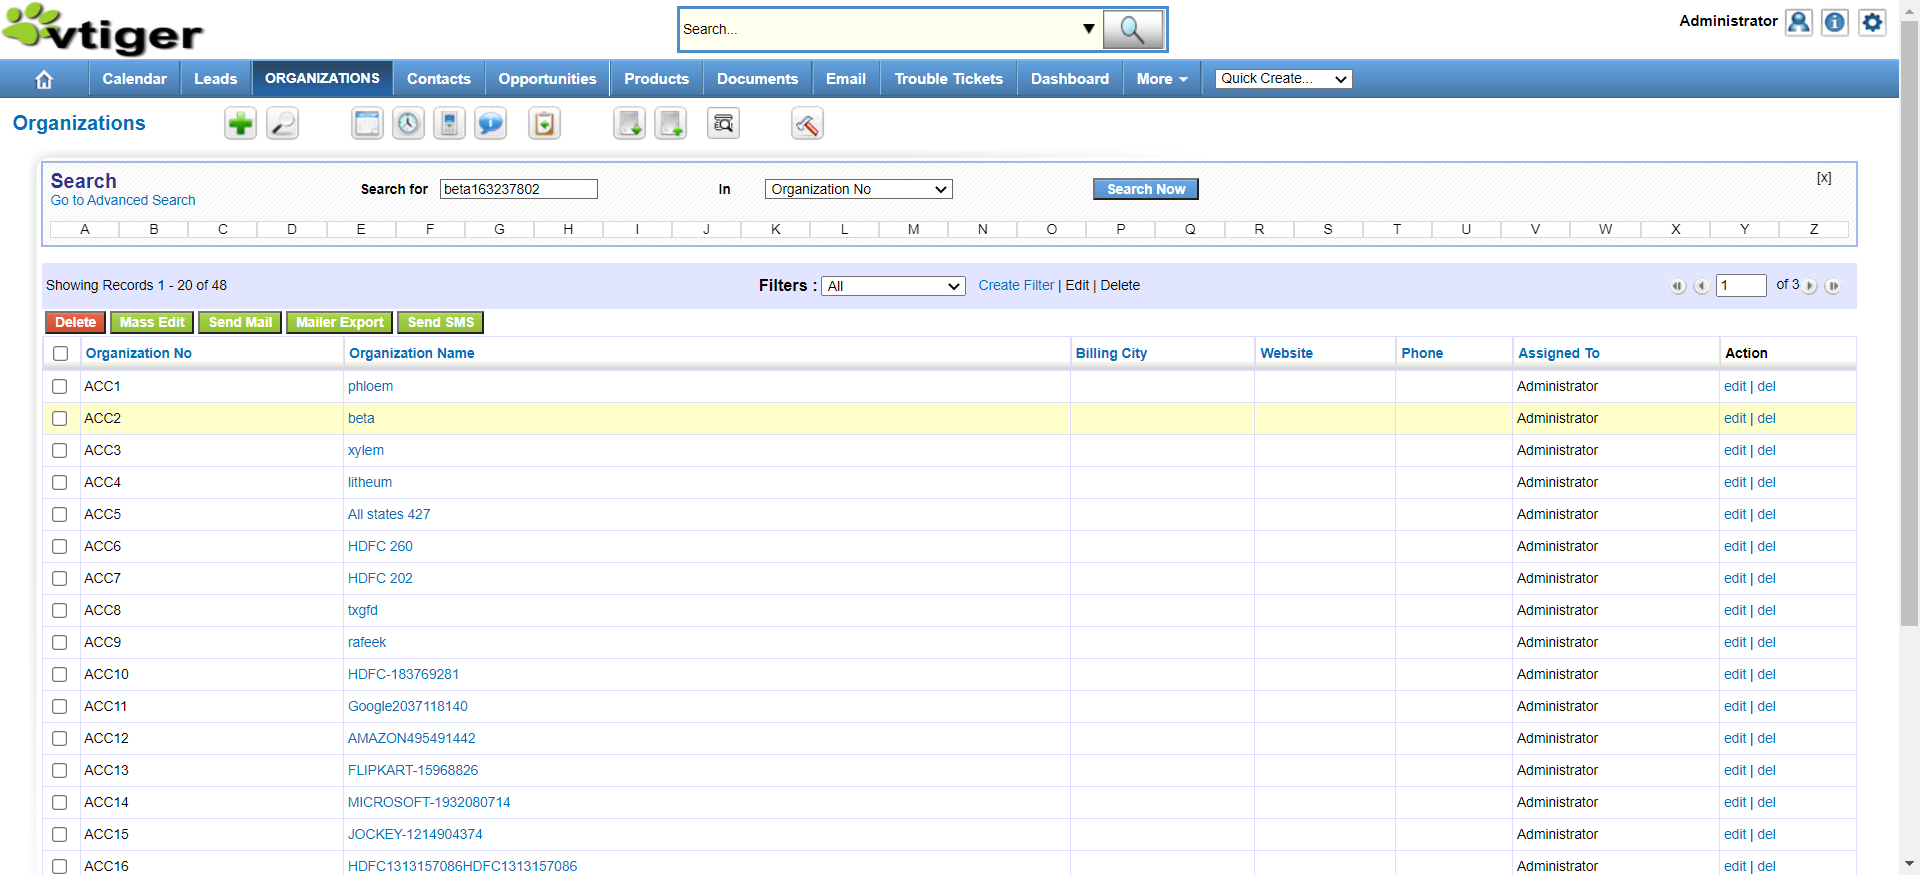 vtiger
Search...
Administrator
Calendar Leads ORGANIZATIONS Contacts Opportunities Products Documents Email Trouble Tickets Dashboard More Quick Create...
Organizations
Search
Go to Advanced Search
Search for beta163237802 In Organization No Search Now [x]
A B C D E F G H I J K L M N O P Q R S T U V W X Y Z
Showing Records 1 - 20 of 48 Filters : All Create Filter | Edit | Delete 1 of 3
Delete Mass Edit Send Mail Mailer Export Send SMS
Organization No Organization Name Billing City Website Phone Assigned To Action
ACC1 phloem Administrator edit | del
ACC2 beta Administrator edit | del
ACC3 xylem Administrator edit | del
ACC4 litheum Administrator edit | del
ACC5 All states 427 Administrator edit | del
ACC6 HDFC 260 Administrator edit | del
ACC7 HDFC 202 Administrator edit | del
ACC8 txgfd Administrator edit | del
ACC9 rafeek Administrator edit | del
ACC10 HDFC-183769281 Administrator edit | del
ACC11 Google2037118140 Administrator edit | del
ACC12 AMAZON495491442 Administrator edit | del
ACC13 FLIPKART-15968826 Administrator edit | del
ACC14 MICROSOFT-1932080714 Administrator edit | del
ACC15 JOCKEY-1214904374 Administrator edit | del
ACC16 HDFC1313157086HDFC1313157086 Administrator edit | del